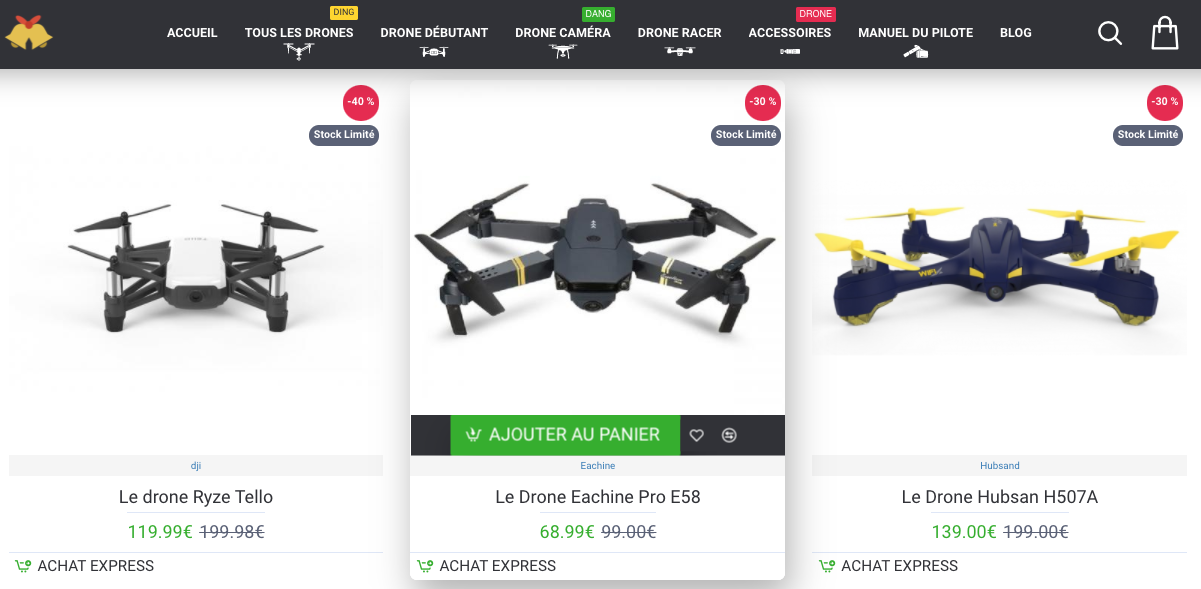 DING
DANG
DRONE
ACCUEIL
TOUS LES DRONES
DRONE DÉBUTANT
DRONE CAMÉRA
DRONE RACER
ACCESSOIRES
MANUEL DU PILOTE
BLOG
-40 %
Stock Limité
-30 %
Stock Limité
-30 %
Stock Limité
AJOUTER AU PANIER
dji
Le drone Ryze Tello
119.99€ 199.98€
ACHAT EXPRESS
Eachine
Le Drone Eachine Pro E58
68.99€ 99.00€
ACHAT EXPRESS
Hubsand
Le Drone Hubsan H507A
139.00€ 199.00€
ACHAT EXPRESS